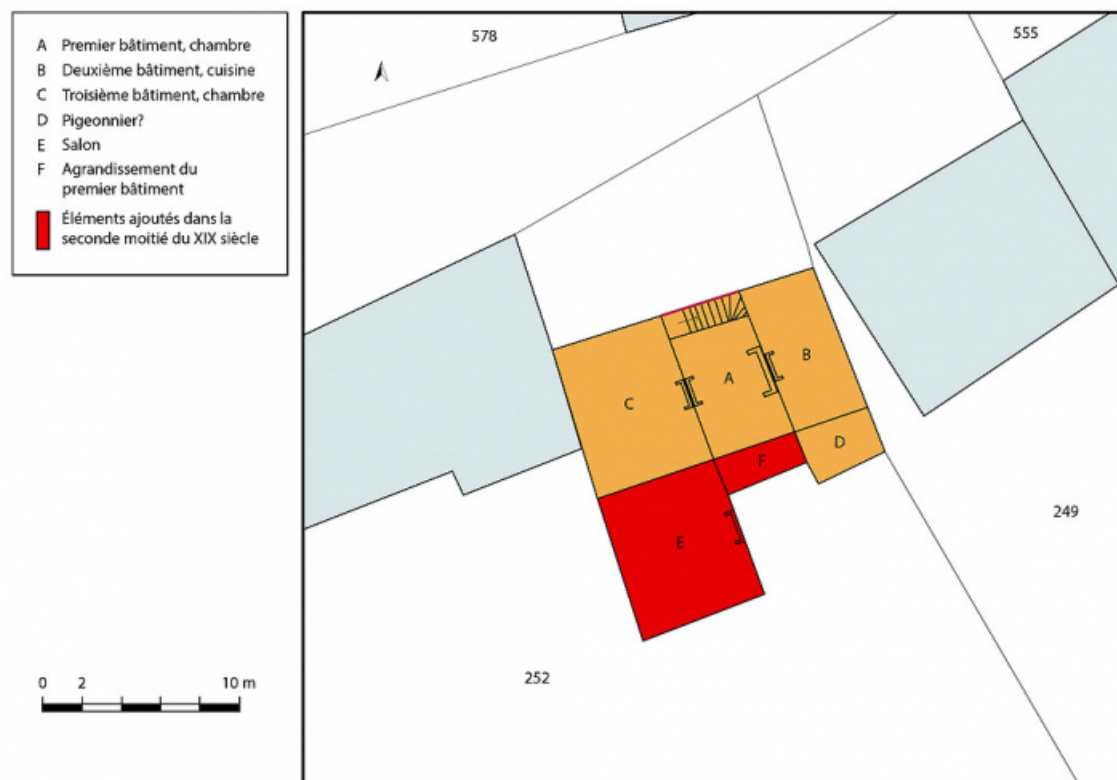 A Premier bâtiment, chambre
B Deuxième bâtiment, cuisine
C Troisième bâtiment, chambre
D Pigeonnier?
E Salon
F Agrandissement du
premier bâtiment
Éléments ajoutés dans la
seconde moitié du XIX siècle
0 2 10 m
578
555
B
A
C
D
F
249
E
252